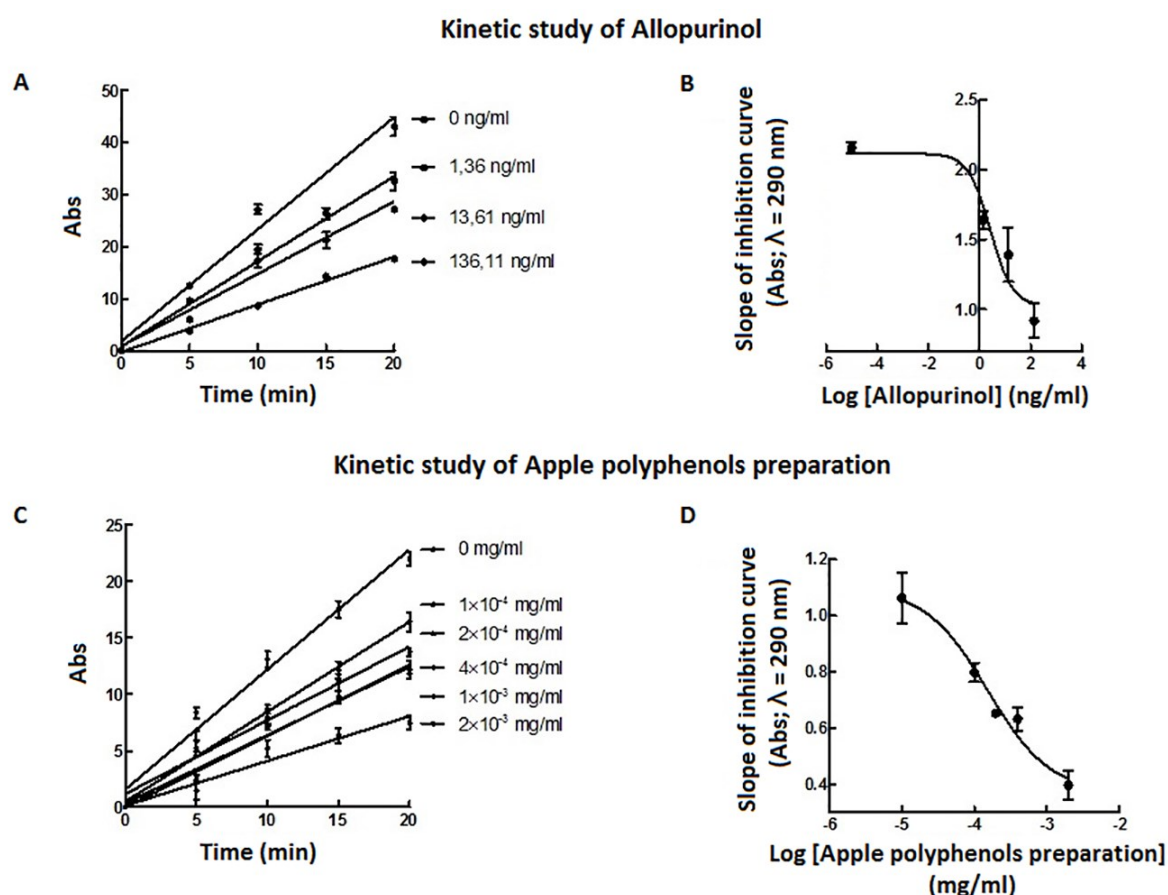 Kinetic study of Allopurinol
A
Abs
50
40
30
20
10
0
0 5 10 15 20
Time (min)
0 ng/ml
1,36 ng/ml
13,61 ng/ml
136,11 ng/ml
B
Slope of inhibition curve
(Abs; λ = 290 nm)
2.5
2.0
1.5
1.0
-6 -4 -2 0 2 4
Log [Allopurinol] (ng/ml)
Kinetic study of Apple polyphenols preparation
C
Abs
25
20
15
10
5
0
0 5 10 15 20
Time (min)
0 mg/ml
1×10⁻⁴ mg/ml
2×10⁻⁴ mg/ml
4×10⁻⁴ mg/ml
1×10⁻³ mg/ml
2×10⁻³ mg/ml
D
Slope of inhibition curve
(Abs; λ = 290 nm)
1.2
1.0
0.8
0.6
0.4
-6 -5 -4 -3 -2
Log [Apple polyphenols preparation]
(mg/ml)